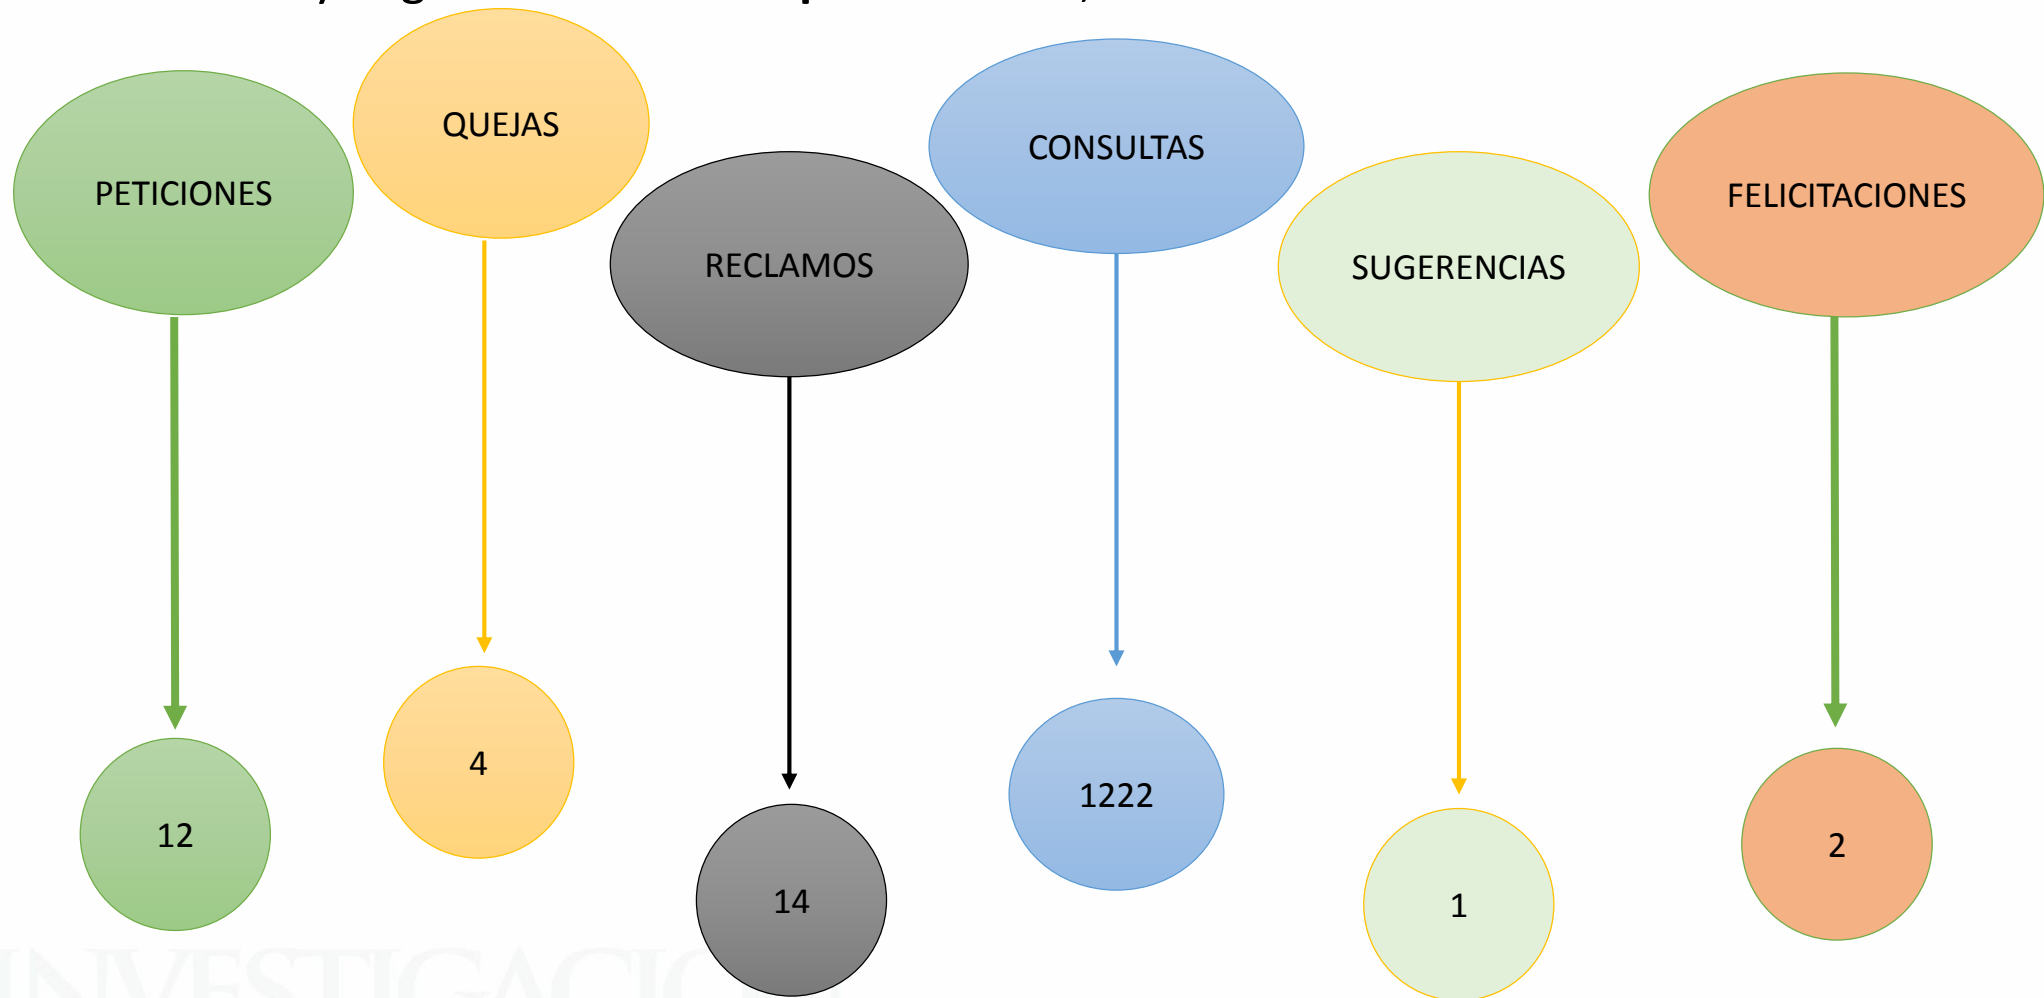 PETICIONES
QUEJAS
RECLAMOS
CONSULTAS
SUGERENCIAS
FELICITACIONES
12
4
14
1222
1
2